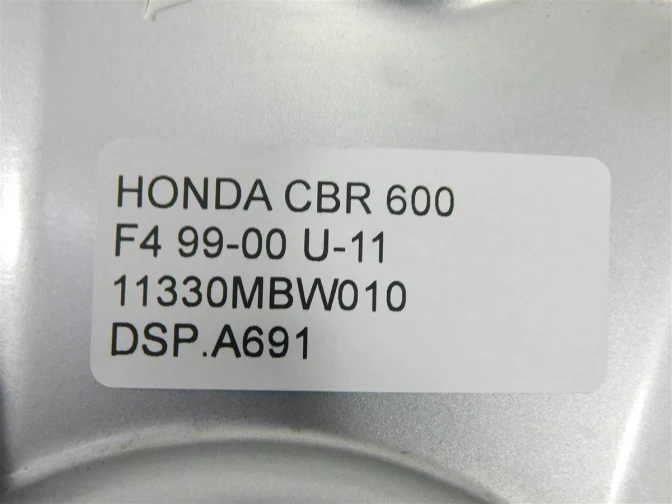 HONDA CBR 600
F4 99-00 U-11
11330MBW010
DSP.A691